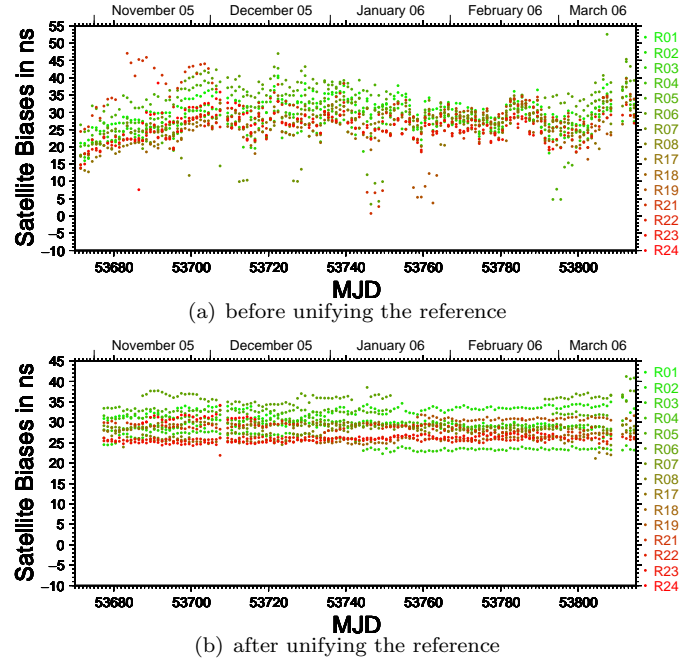 November 05 December 05 January 06 February 06 March 06
Satellite Biases in ns
55
50
45
40
35
30
25
20
15
10
5
0
−5
−10
R01
R02
R03
R04
R05
R06
R07
R08
R17
R18
R19
R21
R22
R23
R24
53680 53700 53720 53740 53760 53780 53800
MJD
(a) before unifying the reference
November 05 December 05 January 06 February 06 March 06
Satellite Biases in ns
45
40
35
30
25
20
15
10
5
0
−5
−10
R01
R02
R03
R04
R05
R06
R07
R08
R17
R18
R19
R21
R22
R23
R24
53680 53700 53720 53740 53760 53780 53800
MJD
(b) after unifying the reference